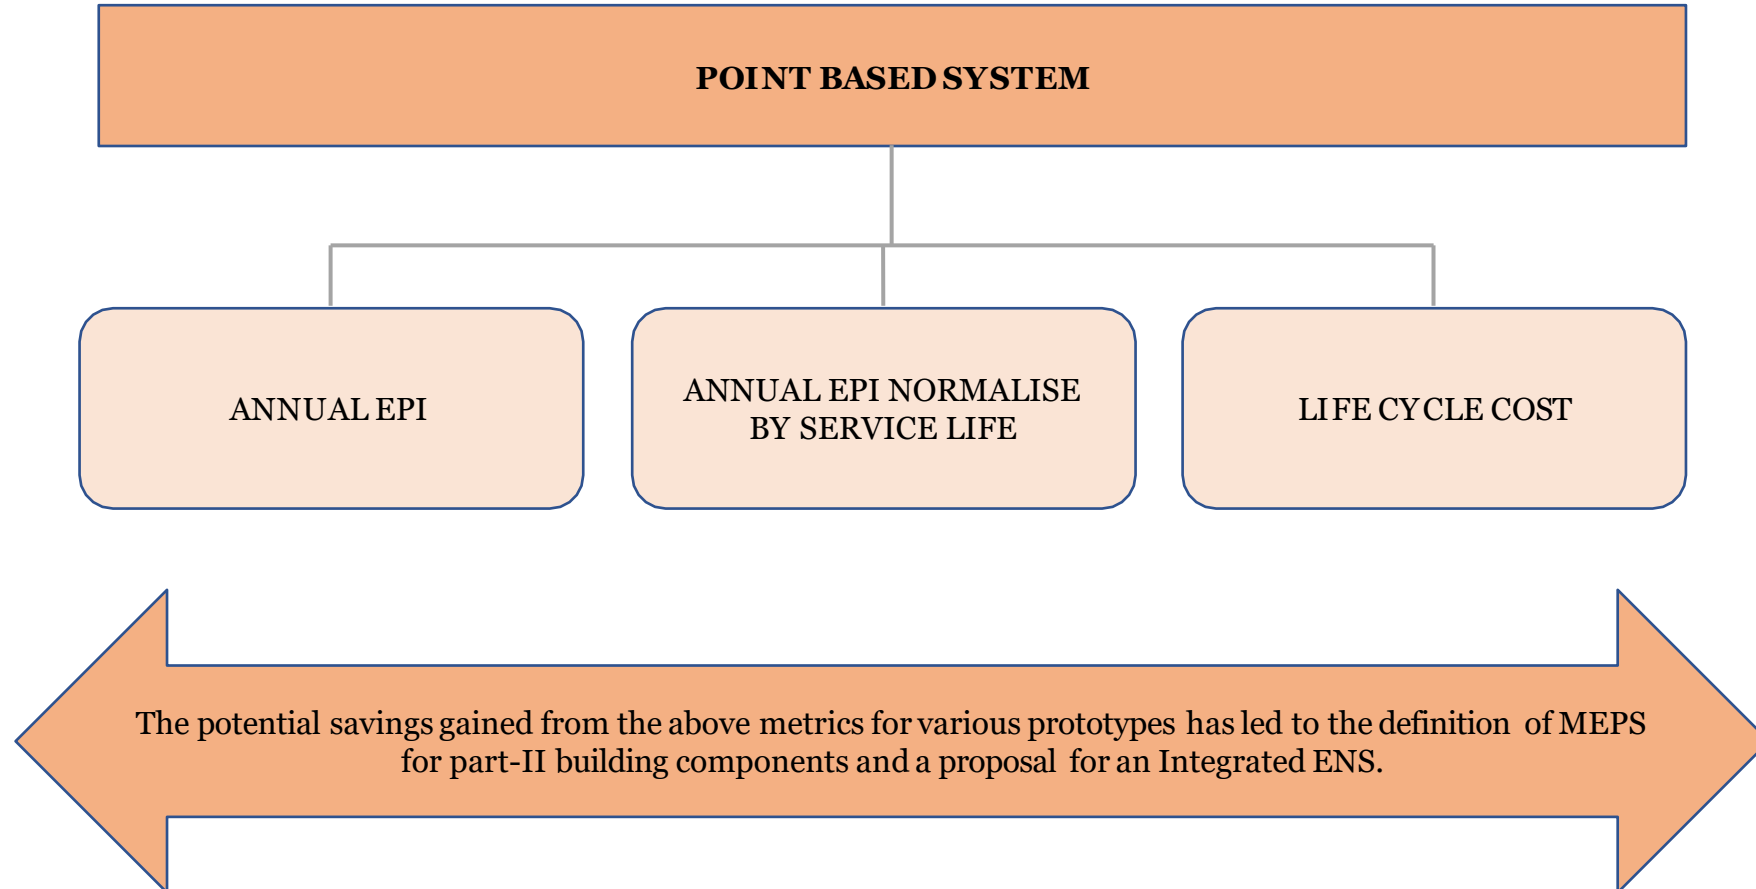 POINT BASED SYSTEM
ANNUAL EPI
ANNUAL EPI NORMALISE
BY SERVICE LIFE
LIFE CYCLE COST
The potential savings gained from the above metrics for various prototypes has led to the definition of MEPS
for part-II building components and a proposal for an Integrated ENS.